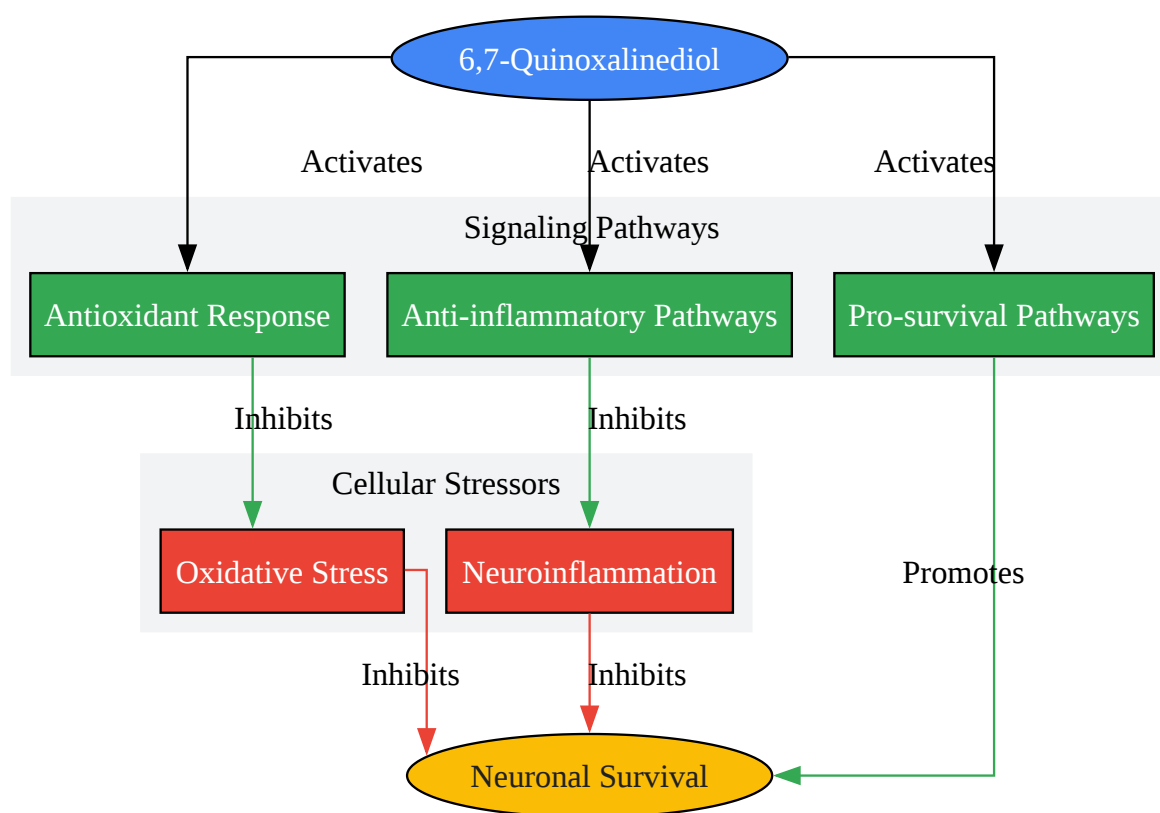 6,7-Quinoxalinediol
Activates
Activates
Activates
Signaling Pathways
Antioxidant Response
Anti-inflammatory Pathways
Pro-survival Pathways
Inhibits
Inhibits
Cellular Stressors
Oxidative Stress
Neuroinflammation
Promotes
Inhibits
Inhibits
Neuronal Survival